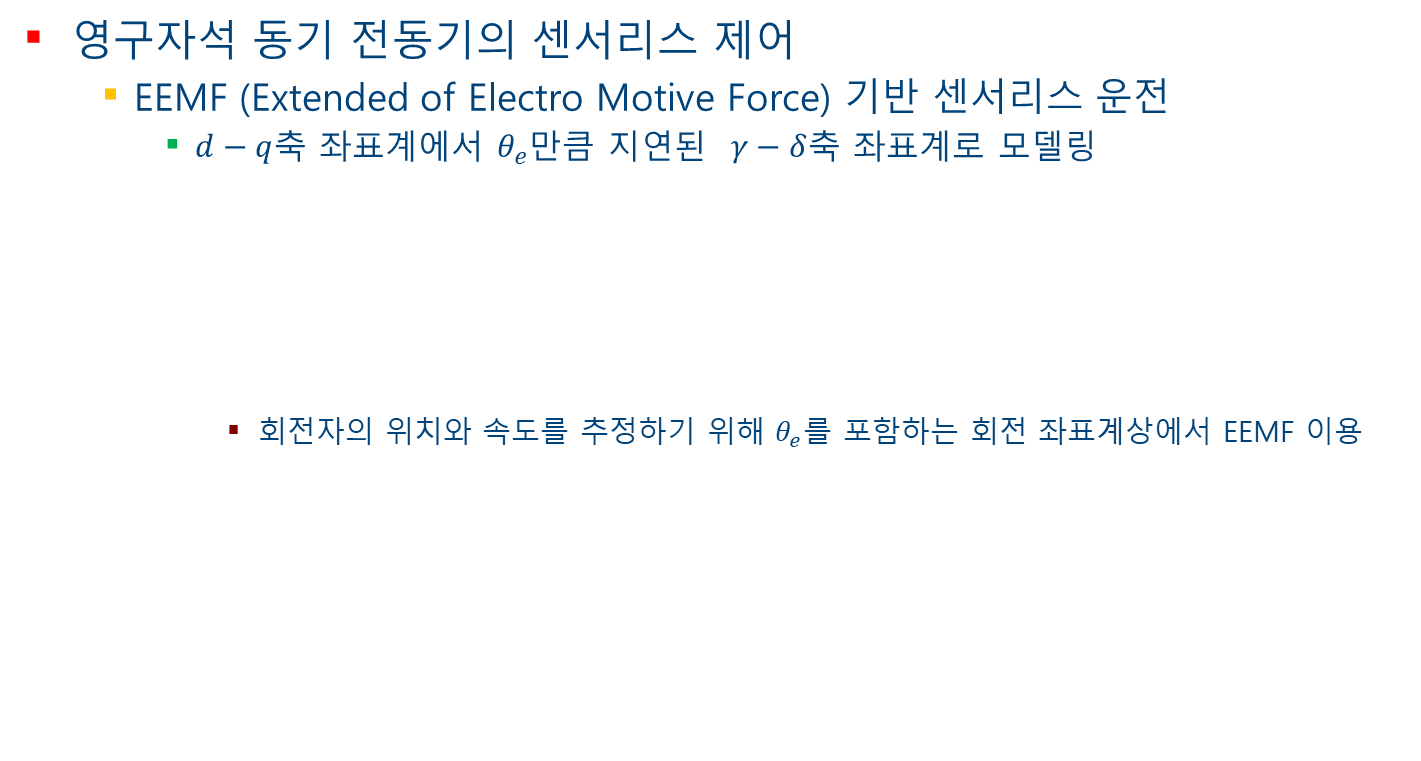 영구자석 동기 전동기의 센서리스 제어
EEMF (Extended of Electro Motive Force) 기반 센서리스 운전
d − q축 좌표계에서 θₑ만큼 지연된 γ − δ축 좌표계로 모델링
회전자의 위치와 속도를 추정하기 위해 θₑ를 포함하는 회전 좌표계상에서 EEMF 이용